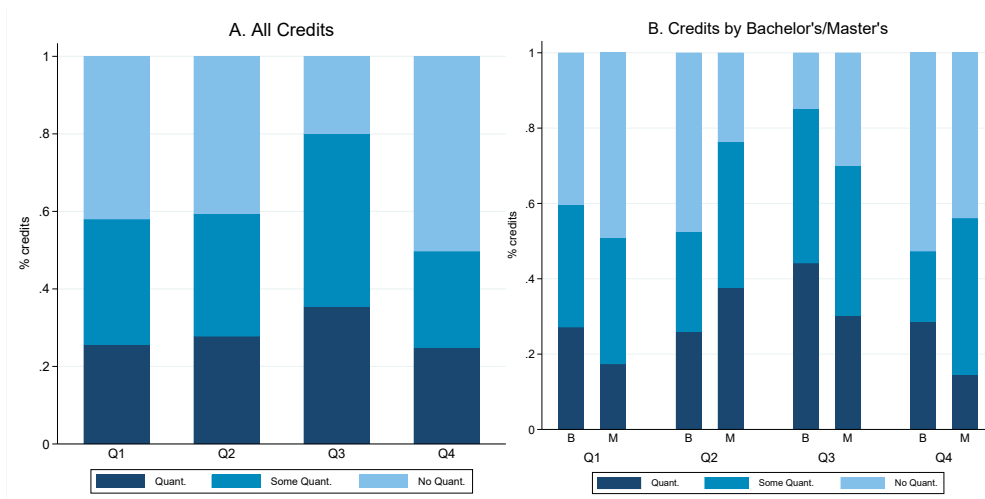 A. All Credits
% credits
1
.8
.6
.4
.2
0
Q1 Q2 Q3 Q4
Quant. Some Quant. No Quant.
B. Credits by Bachelor's/Master's
% credits
1
.8
.6
.4
.2
0
B M B M B M B M
Q1 Q2 Q3 Q4
Quant. Some Quant. No Quant.